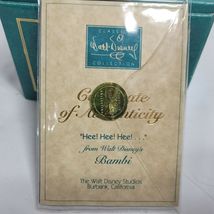 CLASSICS
Walt Disney
COLLECTION
Certificate
of Authenticity
"Hee! Hee! Hee! . . ."
from Walt Disney's
Bambi
The Walt Disney Studios
Burbank, California